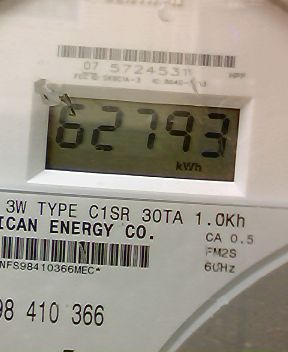 07 57245311
62793
kWh
3W TYPE C1SR 30TA 1.0Kh
ICAN ENERGY CO.
CA 0.5
FM2S
60Hz
NFS98410366MEC*
98 410 366